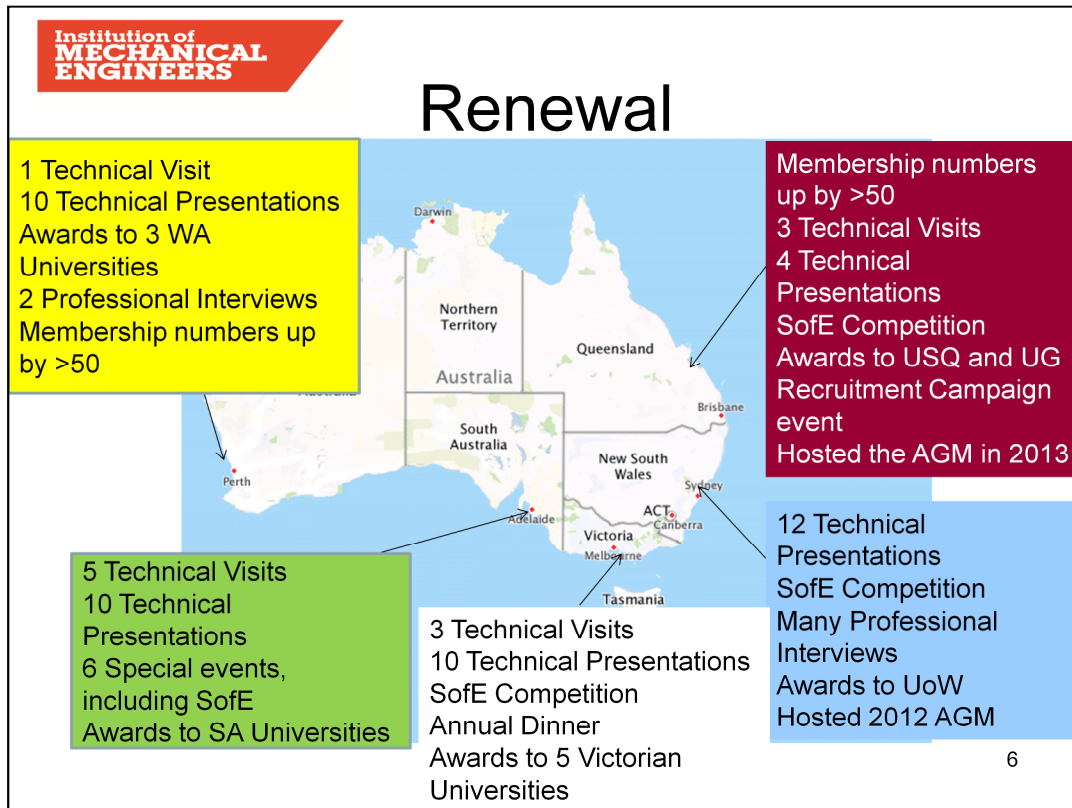 Institution of
MECHANICAL
ENGINEERS
Renewal
1 Technical Visit
10 Technical Presentations
Awards to 3 WA
Universities
2 Professional Interviews
Membership numbers up
by >50
Membership numbers
up by >50
3 Technical Visits
4 Technical
Presentations
SofE Competition
Awards to USQ and UG
Recruitment Campaign
event
Hosted the AGM in 2013
Darwin
Northern
Territory
Queensland
Australia
Brisbane
South
Australia
New South
Wales
Perth
Sydney
Adelaide
ACT
Canberra
Victoria
Melbourne
Tasmania
5 Technical Visits
10 Technical
Presentations
6 Special events,
including SofE
Awards to SA Universities
3 Technical Visits
10 Technical Presentations
SofE Competition
Annual Dinner
Awards to 5 Victorian
Universities
12 Technical
Presentations
SofE Competition
Many Professional
Interviews
Awards to UoW
Hosted 2012 AGM
6